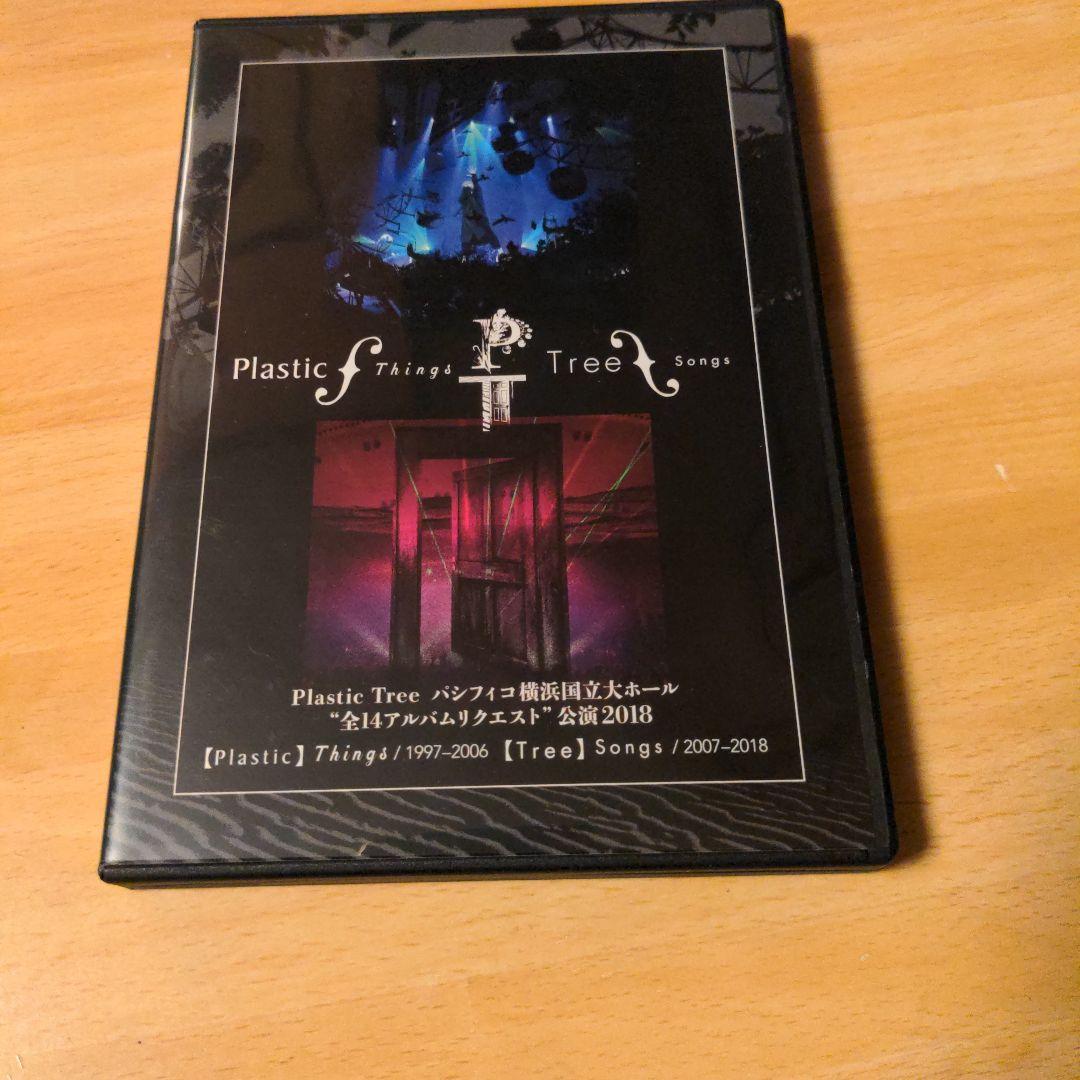 Plastic Things PT Tree Songs
Plastic Tree パシフィコ横浜国立大ホール
“全14アルバムリクエスト”公演2018
【Plastic】Things/1997–2006【Tree】Songs/2007–2018